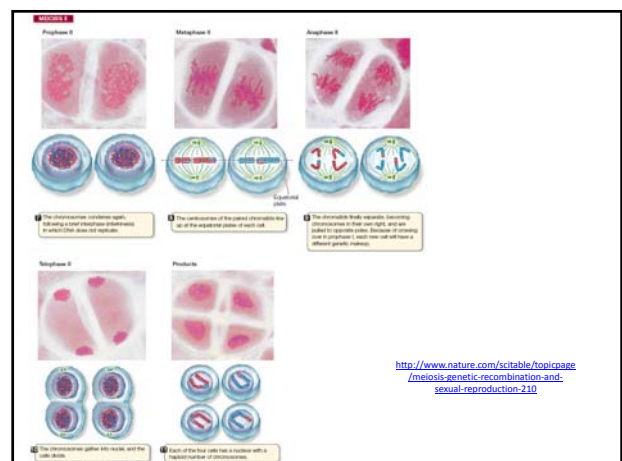 MEIOSIS II
Prophase II
Metaphase II
Anaphase II
Equatorial
plate
7 The chromosomes condense again,
following a brief interphase (interkinesis)
in which DNA does not replicate.
8 The centromeres of the paired chromatids line
up at the equatorial plates of each cell.
9 The chromatids finally separate, becoming
chromosomes in their own right, and are
pulled to opposite poles. Because of crossing
over in prophase I, each new cell will have a
different genetic makeup.
Telophase II
Products
10 The chromosomes gather into nuclei, and the
cells divide.
11 Each of the four cells has a nucleus with a
haploid number of chromosomes.
http://www.nature.com/scitable/topicpage
/meiosis-genetic-recombination-and-
sexual-reproduction-210